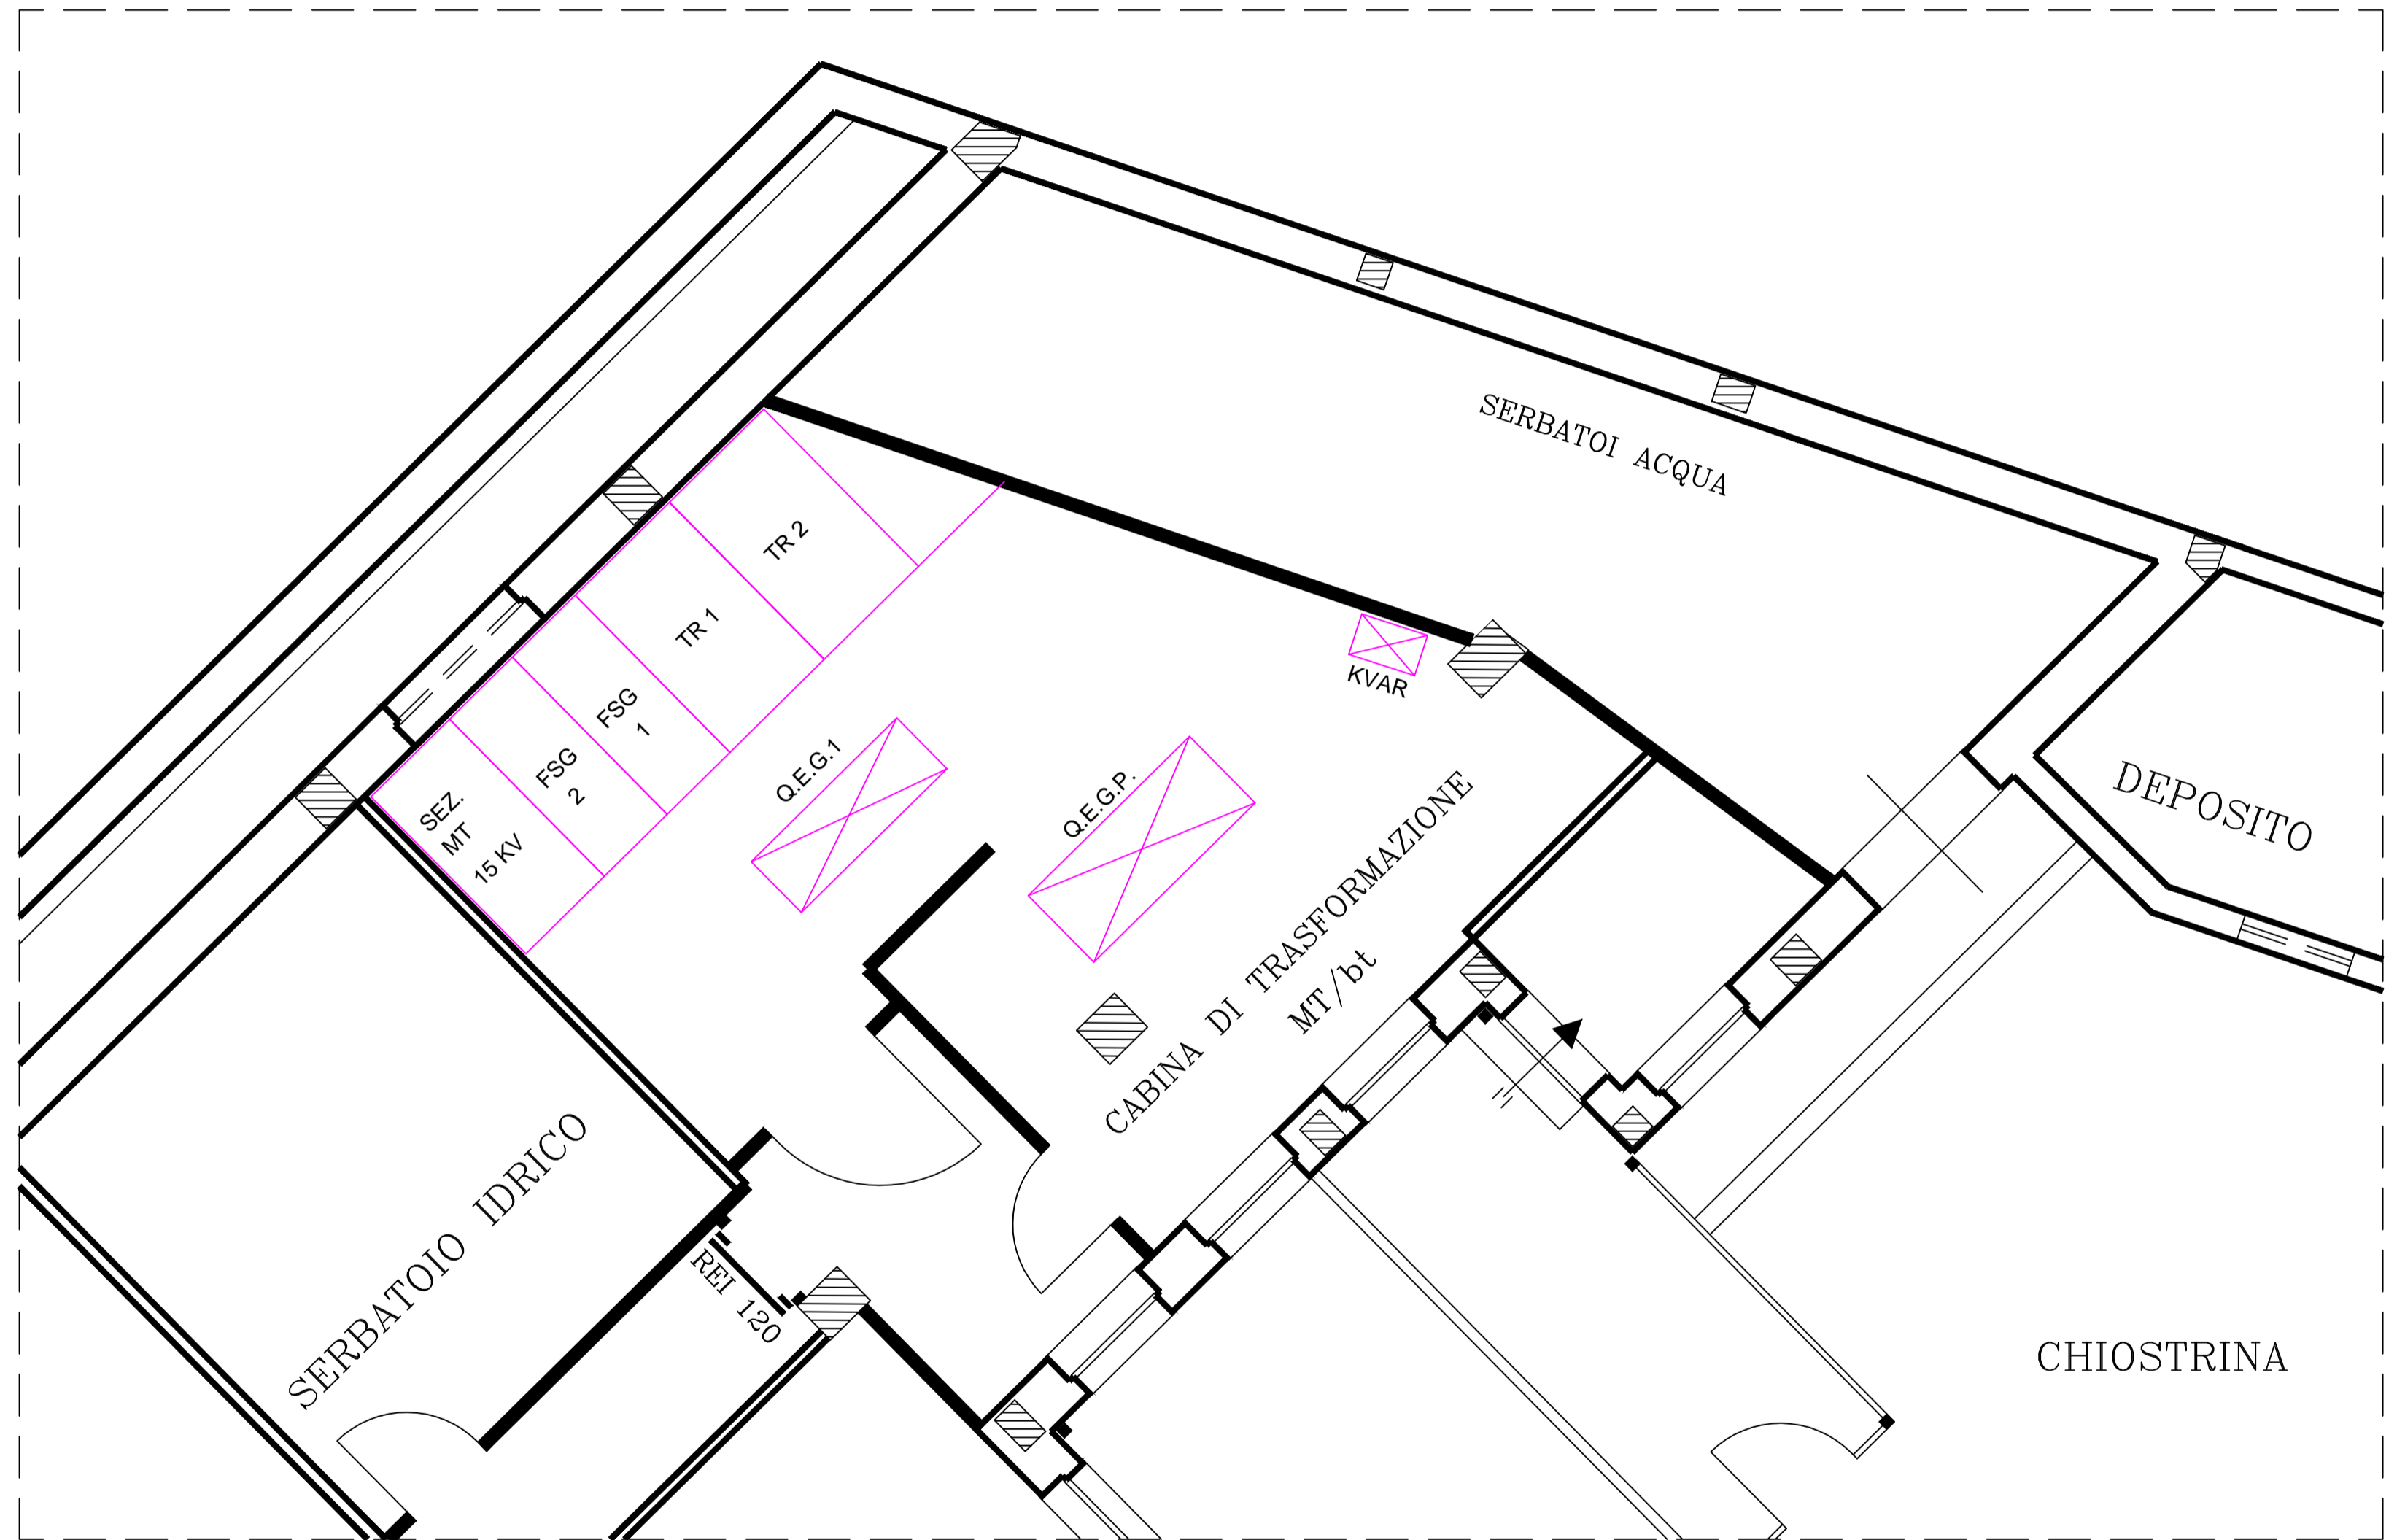 SERBATOI ACQUA
TR 2
TR 1
FSG
1
FSG
2
SEZ.
MT
15 KV
Q.E.G.1
Q.E.G.P.
KVAR
DEPOSITO
CABINA DI TRASFORMAZIONE
MT/bt
SERBATOIO IDRICO
REI 120
CHIOSTRINA